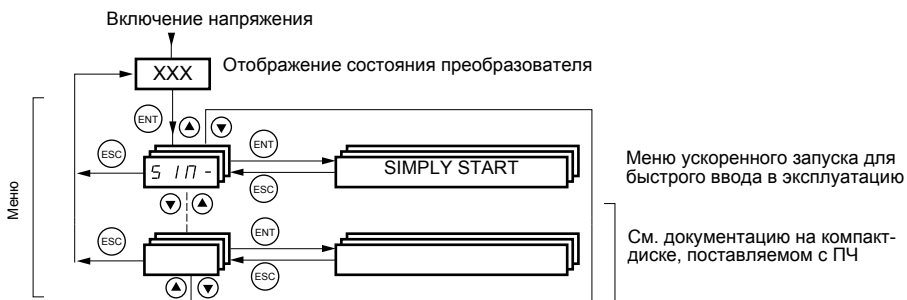 Включение напряжения
XXX
Отображение состояния преобразователя
ENT
ESC
ENT
SIM-
SIMPLY START
ESC
Меню ускоренного запуска для
быстрого ввода в эксплуатацию
Меню
ESC
ENT
ESC
См. документацию на компакт-
диске, поставляемом с ПЧ